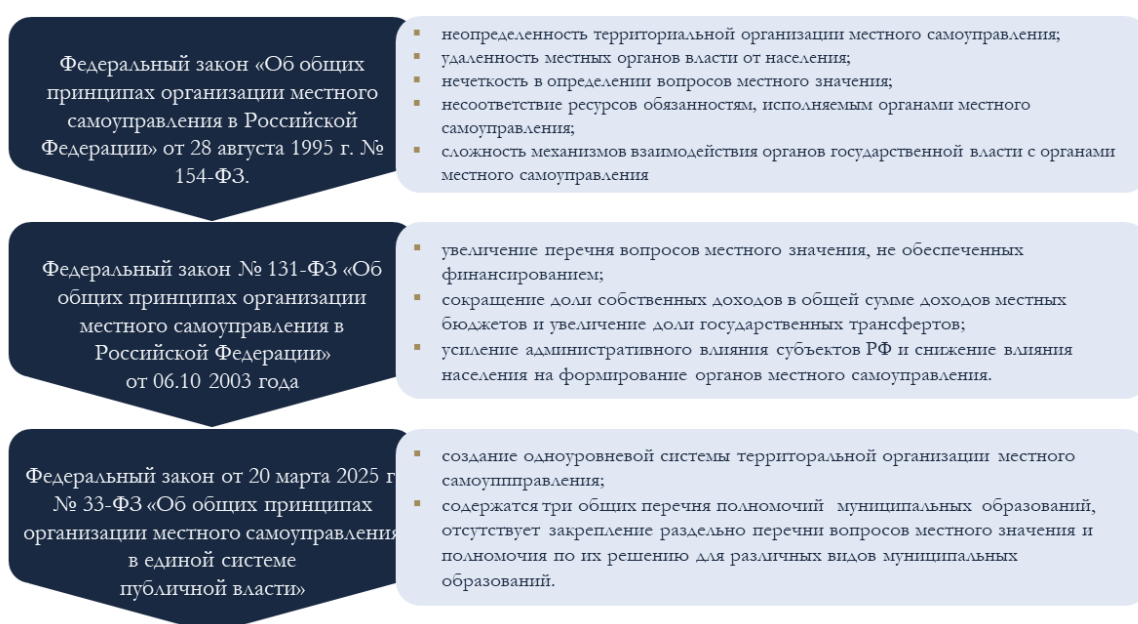 Федеральный закон «Об общих
принципах организации местного
самоуправления в Российской
Федерации» от 28 августа 1995 г. №
154-ФЗ.
неопределенность территориальной организации местного самоуправления;
удаленность местных органов власти от населения;
нечеткость в определении вопросов местного значения;
несоответствие ресурсов обязанностям, исполняемым органами местного
самоуправления;
сложность механизмов взаимодействия органов государственной власти с органами
местного самоуправления
Федеральный закон № 131-ФЗ «Об
общих принципах организации
местного самоуправления в
Российской Федерации»
от 06.10 2003 года
увеличение перечня вопросов местного значения, не обеспеченных
финансированием;
сокращение доли собственных доходов в общей сумме доходов местных
бюджетов и увеличение доли государственных трансфертов;
усиление административного влияния субъектов РФ и снижение влияния
населения на формирование органов местного самоуправления.
Федеральный закон от 20 марта 2025 г
№ 33-ФЗ «Об общих принципах
организации местного самоуправления
в единой системе
публичной власти»
создание одноуровневой системы территоральной организации местного
самоуппправления;
содержатся три общих перечня полномочий муниципальных образований,
отсутствует закрепление раздельно перечни вопросов местного значения и
полномочия по их решению для различных видов муниципальных
образований.